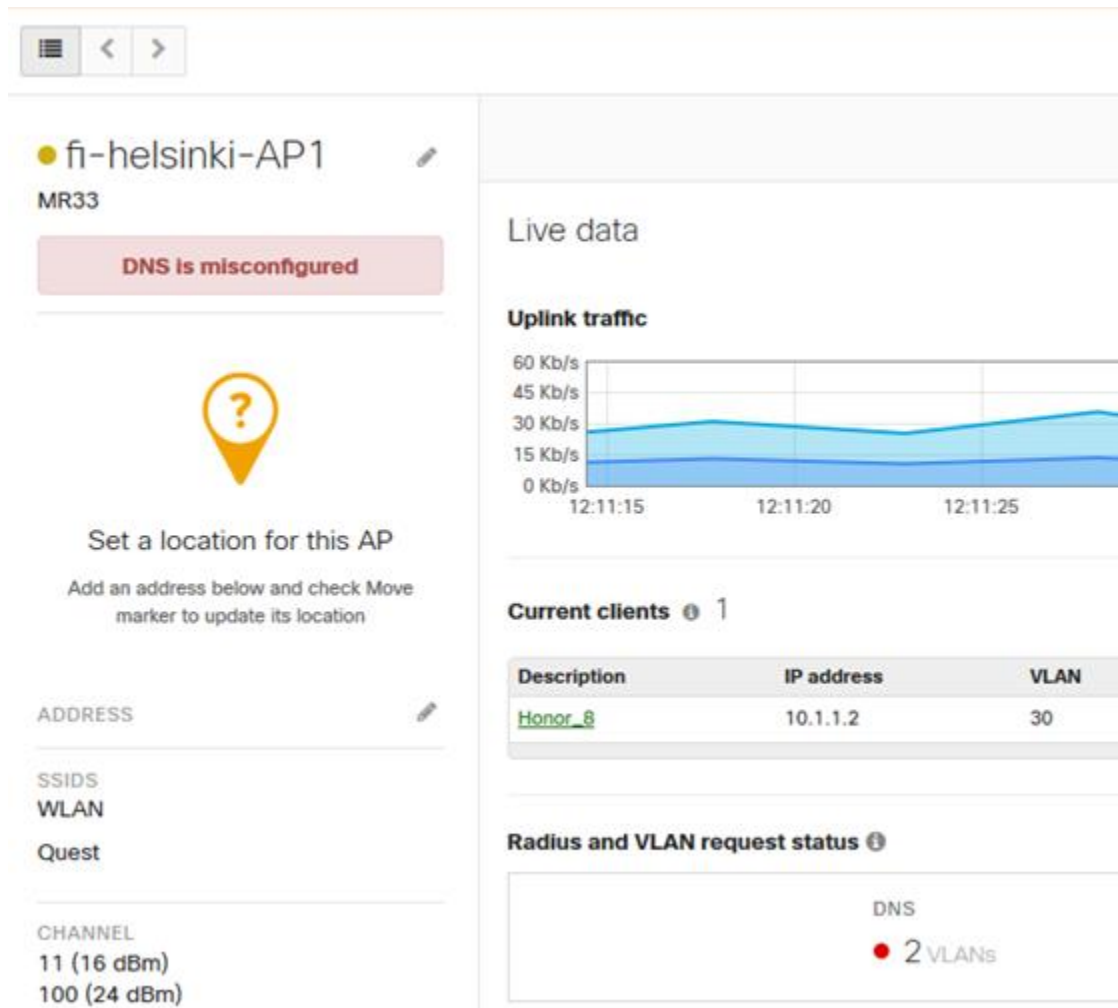 fi-helsinki-AP1
MR33
DNS is misconfigured
?
Set a location for this AP
Add an address below and check Move
marker to update its location
ADDRESS
SSIDS
WLAN
Quest
CHANNEL
11 (16 dBm)
100 (24 dBm)
Live data
Uplink traffic
60 Kb/s
45 Kb/s
30 Kb/s
15 Kb/s
0 Kb/s
12:11:15 12:11:20 12:11:25
Current clients i 1
Description IP address VLAN
Honor_8 10.1.1.2 30
Radius and VLAN request status i
DNS
2 VLANs